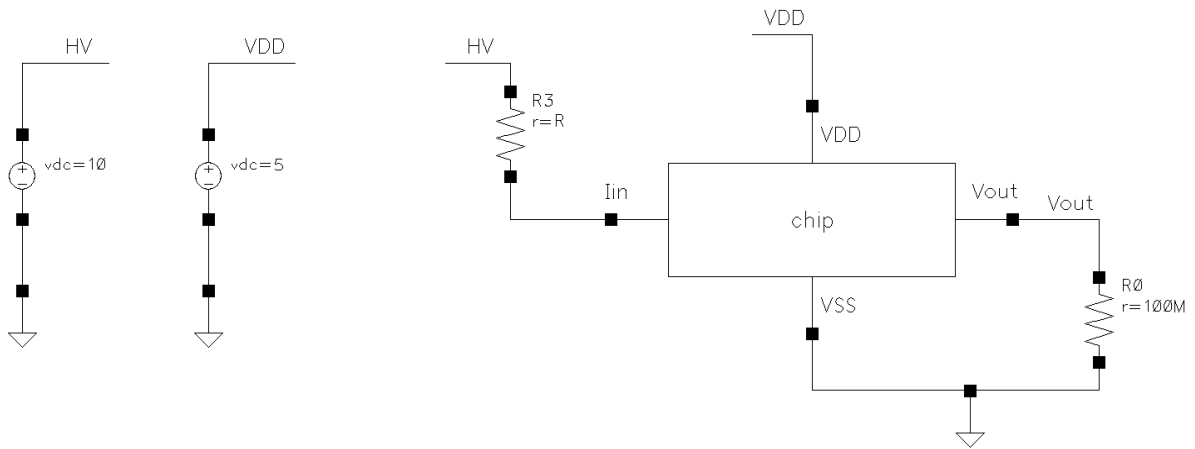 HV
VDD
HV
VDD
R3
r=R
VDD
vdc=10
vdc=5
Iin
chip
Vout
Vout
VSS
R0
r=100M